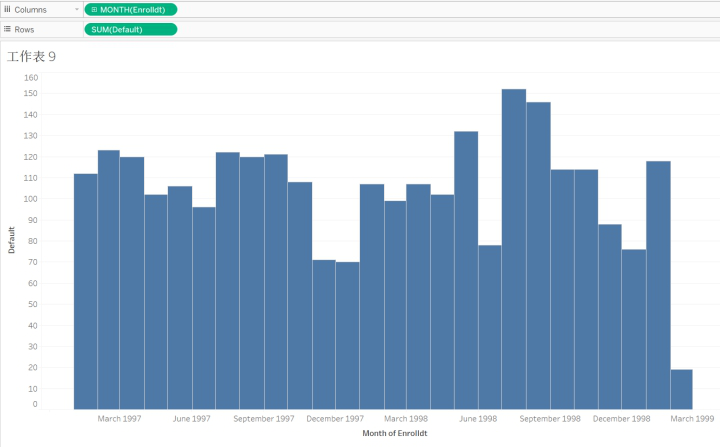 Columns
MONTH(Enrolldt)
Rows
SUM(Default)
工作表 9
160
150
140
130
120
110
100
90
80
70
60
50
40
30
20
10
0
Default
March 1997
June 1997
September 1997
December 1997
March 1998
June 1998
September 1998
December 1998
March 1999
Month of Enrolldt